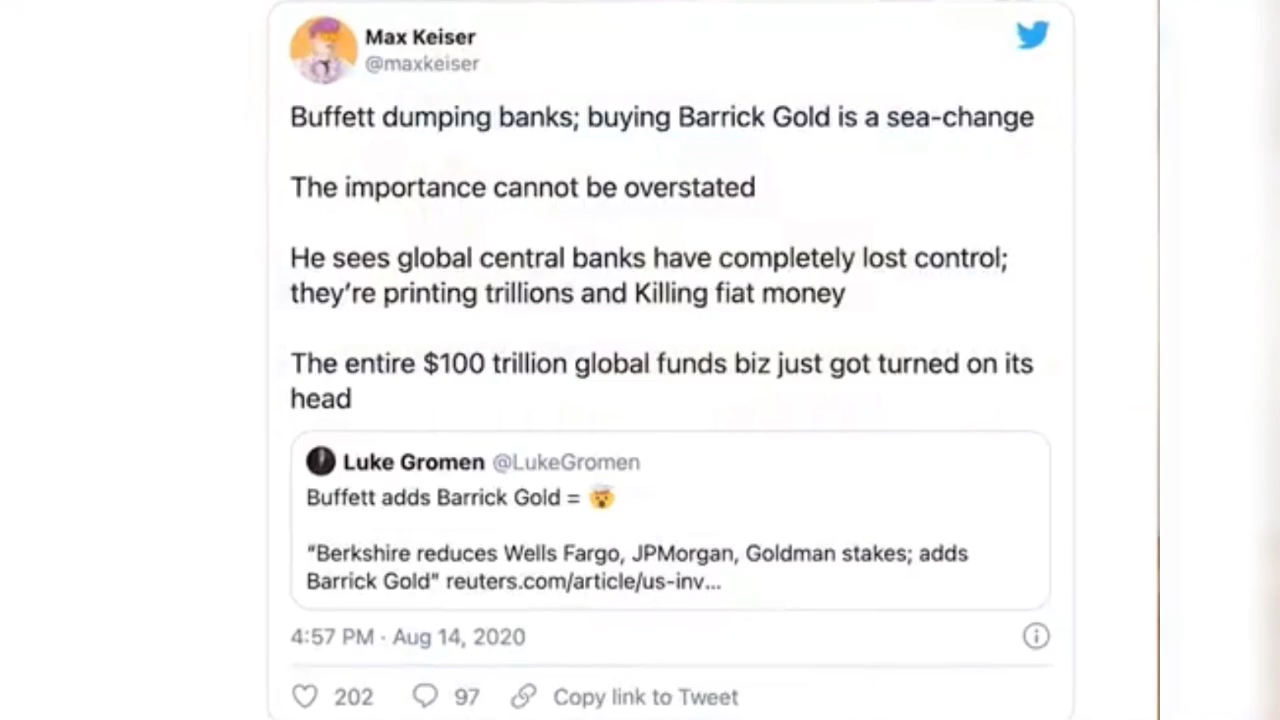 Max Keiser
@maxkeiser
Buffett dumping banks; buying Barrick Gold is a sea-change
The importance cannot be overstated
He sees global central banks have completely lost control;
they're printing trillions and Killing fiat money
The entire $100 trillion global funds biz just got turned on its
head
Luke Gromen @LukeGromen
Buffett adds Barrick Gold = 🤯
"Berkshire reduces Wells Fargo, JPMorgan, Goldman stakes; adds
Barrick Gold" reuters.com/article/us-inv...
4:57 PM · Aug 14, 2020
202 97 Copy link to Tweet